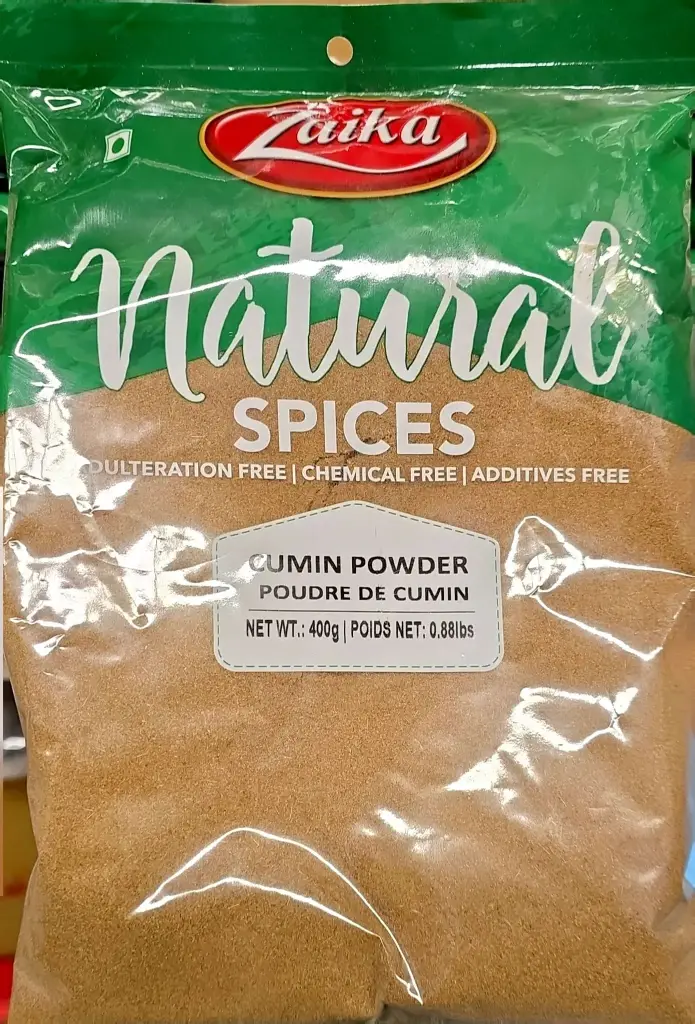 Zaika
Natural
SPICES
DULTERATION FREE | CHEMICAL FREE | ADDITIVES FREE
CUMIN POWDER
POUDRE DE CUMIN
NET WT.: 400g | POIDS NET: 0.88lbs